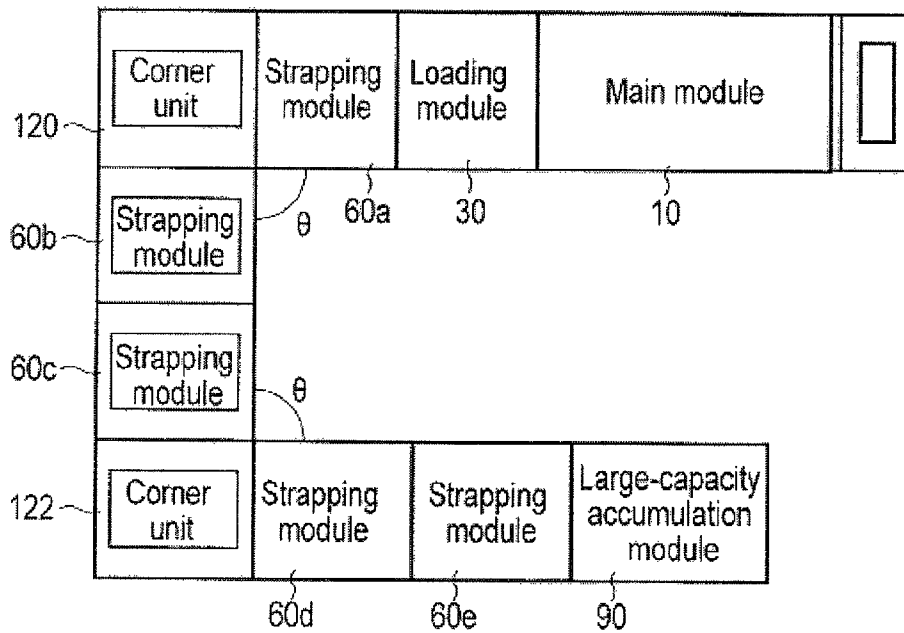 Corner
unit
Strapping
module
Loading
module
Main module
120
60a
30
10
θ
60b
Strapping
module
60c
Strapping
module
θ
122
Corner
unit
Strapping
module
Strapping
module
Large-capacity
accumulation
module
60d
60e
90